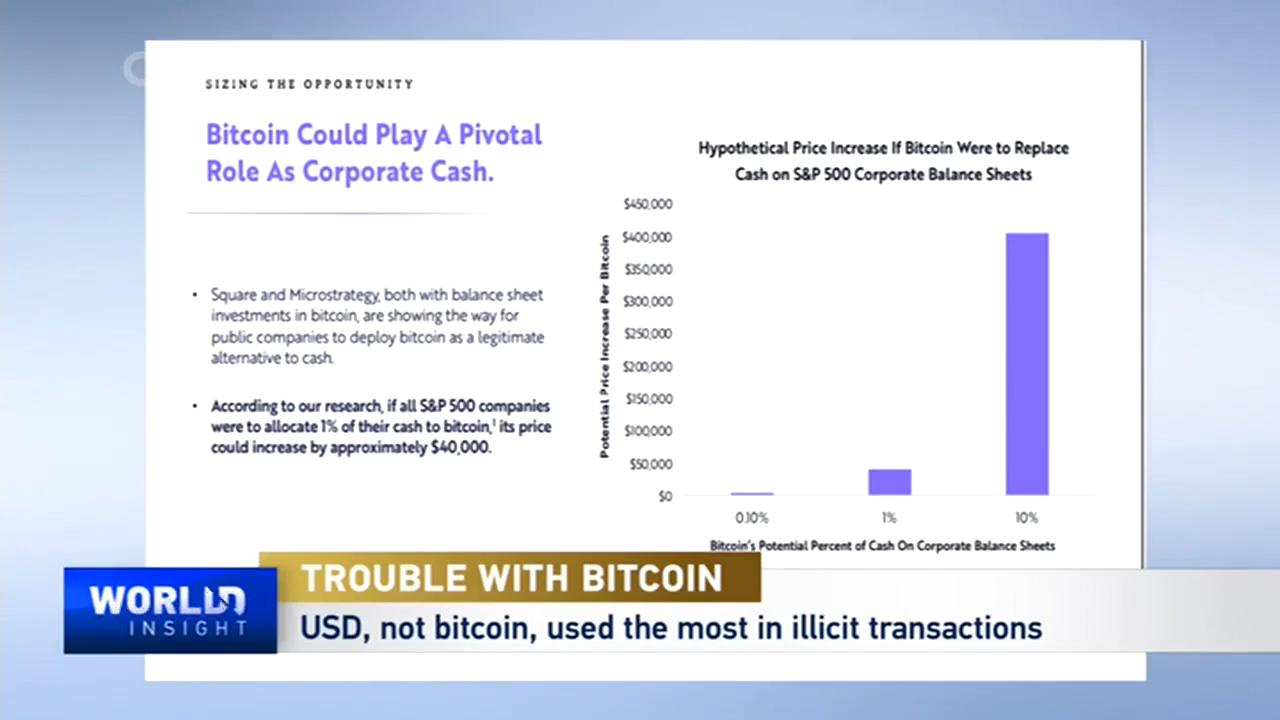 SIZING THE OPPORTUNITY
Bitcoin Could Play A Pivotal
Role As Corporate Cash.
• Square and Microstrategy, both with balance sheet
investments in bitcoin, are showing the way for
public companies to deploy bitcoin as a legitimate
alternative to cash.
• According to our research, if all S&P 500 companies
were to allocate 1% of their cash to bitcoin,¹ its price
could increase by approximately $40,000.
Hypothetical Price Increase If Bitcoin Were to Replace
Cash on S&P 500 Corporate Balance Sheets
Potential Price Increase Per Bitcoin
$450,000
$400,000
$350,000
$300,000
$250,000
$200,000
$150,000
$100,000
$50,000
$0
0.10%
1%
10%
Bitcoin's Potential Percent of Cash On Corporate Balance Sheets
WORLD
INSIGHT
TROUBLE WITH BITCOIN
USD, not bitcoin, used the most in illicit transactions